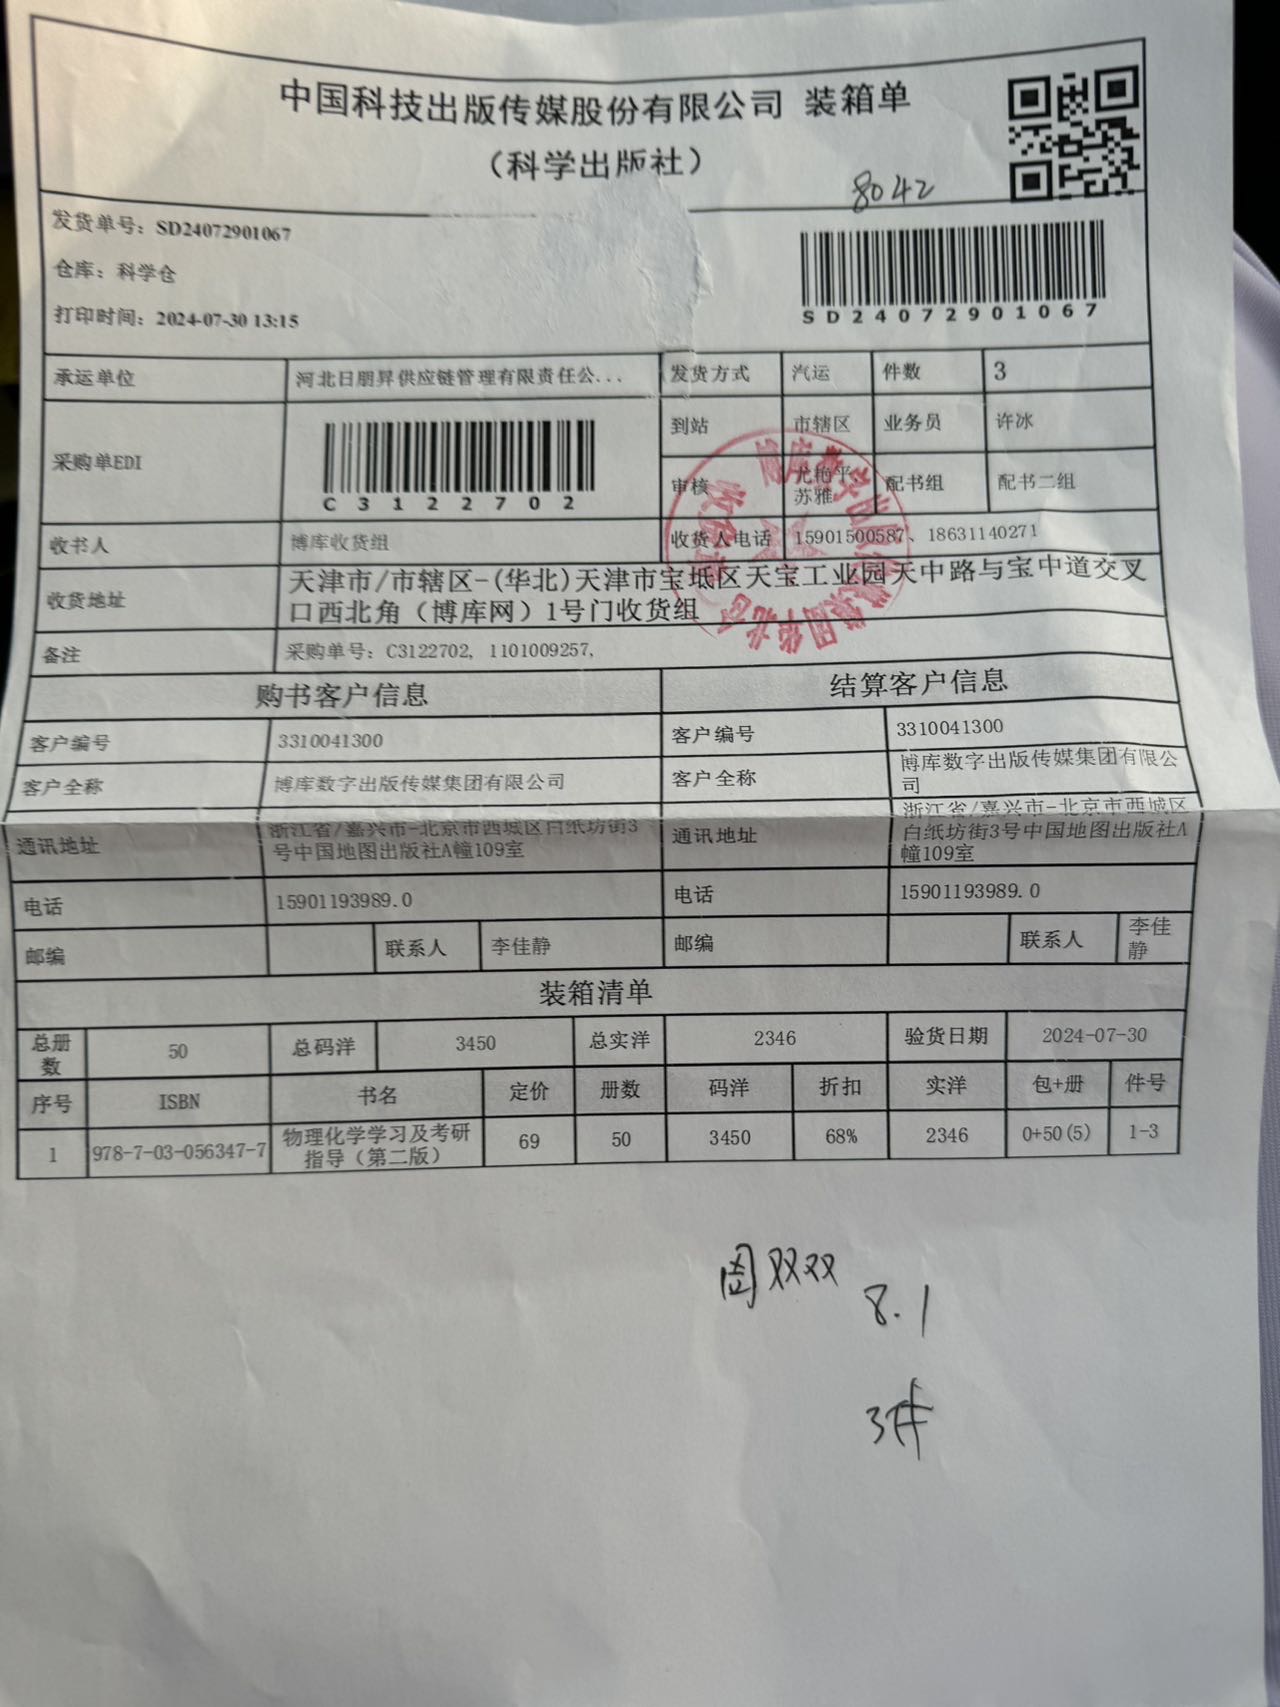 中国科技出版传媒股份有限公司 装箱单
（科学出版社）
8042
发货单号：SD24072901067
仓库：科学仓
打印时间：2024-07-30 13:15
SD24072901067
承运单位 河北日朋昇供应链管理有限责任公... 发货方式 汽运 件数 3
采购单EDI
C3122702
到站 市辖区 业务员 许冰
审核 尤艳平、苏雅 配书组 配书二组
收书人 博库收货组 收货人电话 15901500587、18631140271
收货地址 天津市/市辖区-(华北)天津市宝坻区天宝工业园天中路与宝中道交叉
口西北角（博库网）1号门收货组
备注 采购单号：C3122702, 1101009257,
购书客户信息 结算客户信息
客户编号 3310041300 客户编号 3310041300
客户全称 博库数字出版传媒集团有限公司 客户全称 博库数字出版传媒集团有限公司
通讯地址 浙江省/嘉兴市-北京市西城区白纸坊街3
号中国地图出版社A幢109室
通讯地址 浙江省/嘉兴市-北京市西城区
白纸坊街3号中国地图出版社A
幢109室
电话 15901193989.0 电话 15901193989.0
邮编 联系人 李佳静 邮编 联系人 李佳静
装箱清单
总册数 50 总码洋 3450 总实洋 2346 验货日期 2024-07-30
序号 ISBN 书名 定价 册数 码洋 折扣 实洋 包+册 件号
1 978-7-03-056347-7 物理化学学习及考研指导（第二版） 69 50 3450 68% 2346 0+50(5) 1-3
周双双
8.1
3件